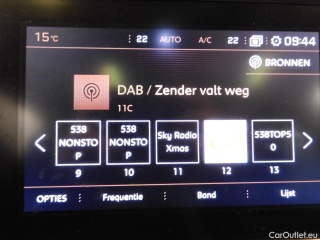 15°C 22 AUTO A/C 22 09:44
BRONNEN
DAB / Zender valt weg
11C
538 NONSTO P
538 NONSTO P
Sky Radio Xmas
538TOP5 0
9 10 11 12 13
OPTIES Frequentie Band Lijst
CarOutlet.eu